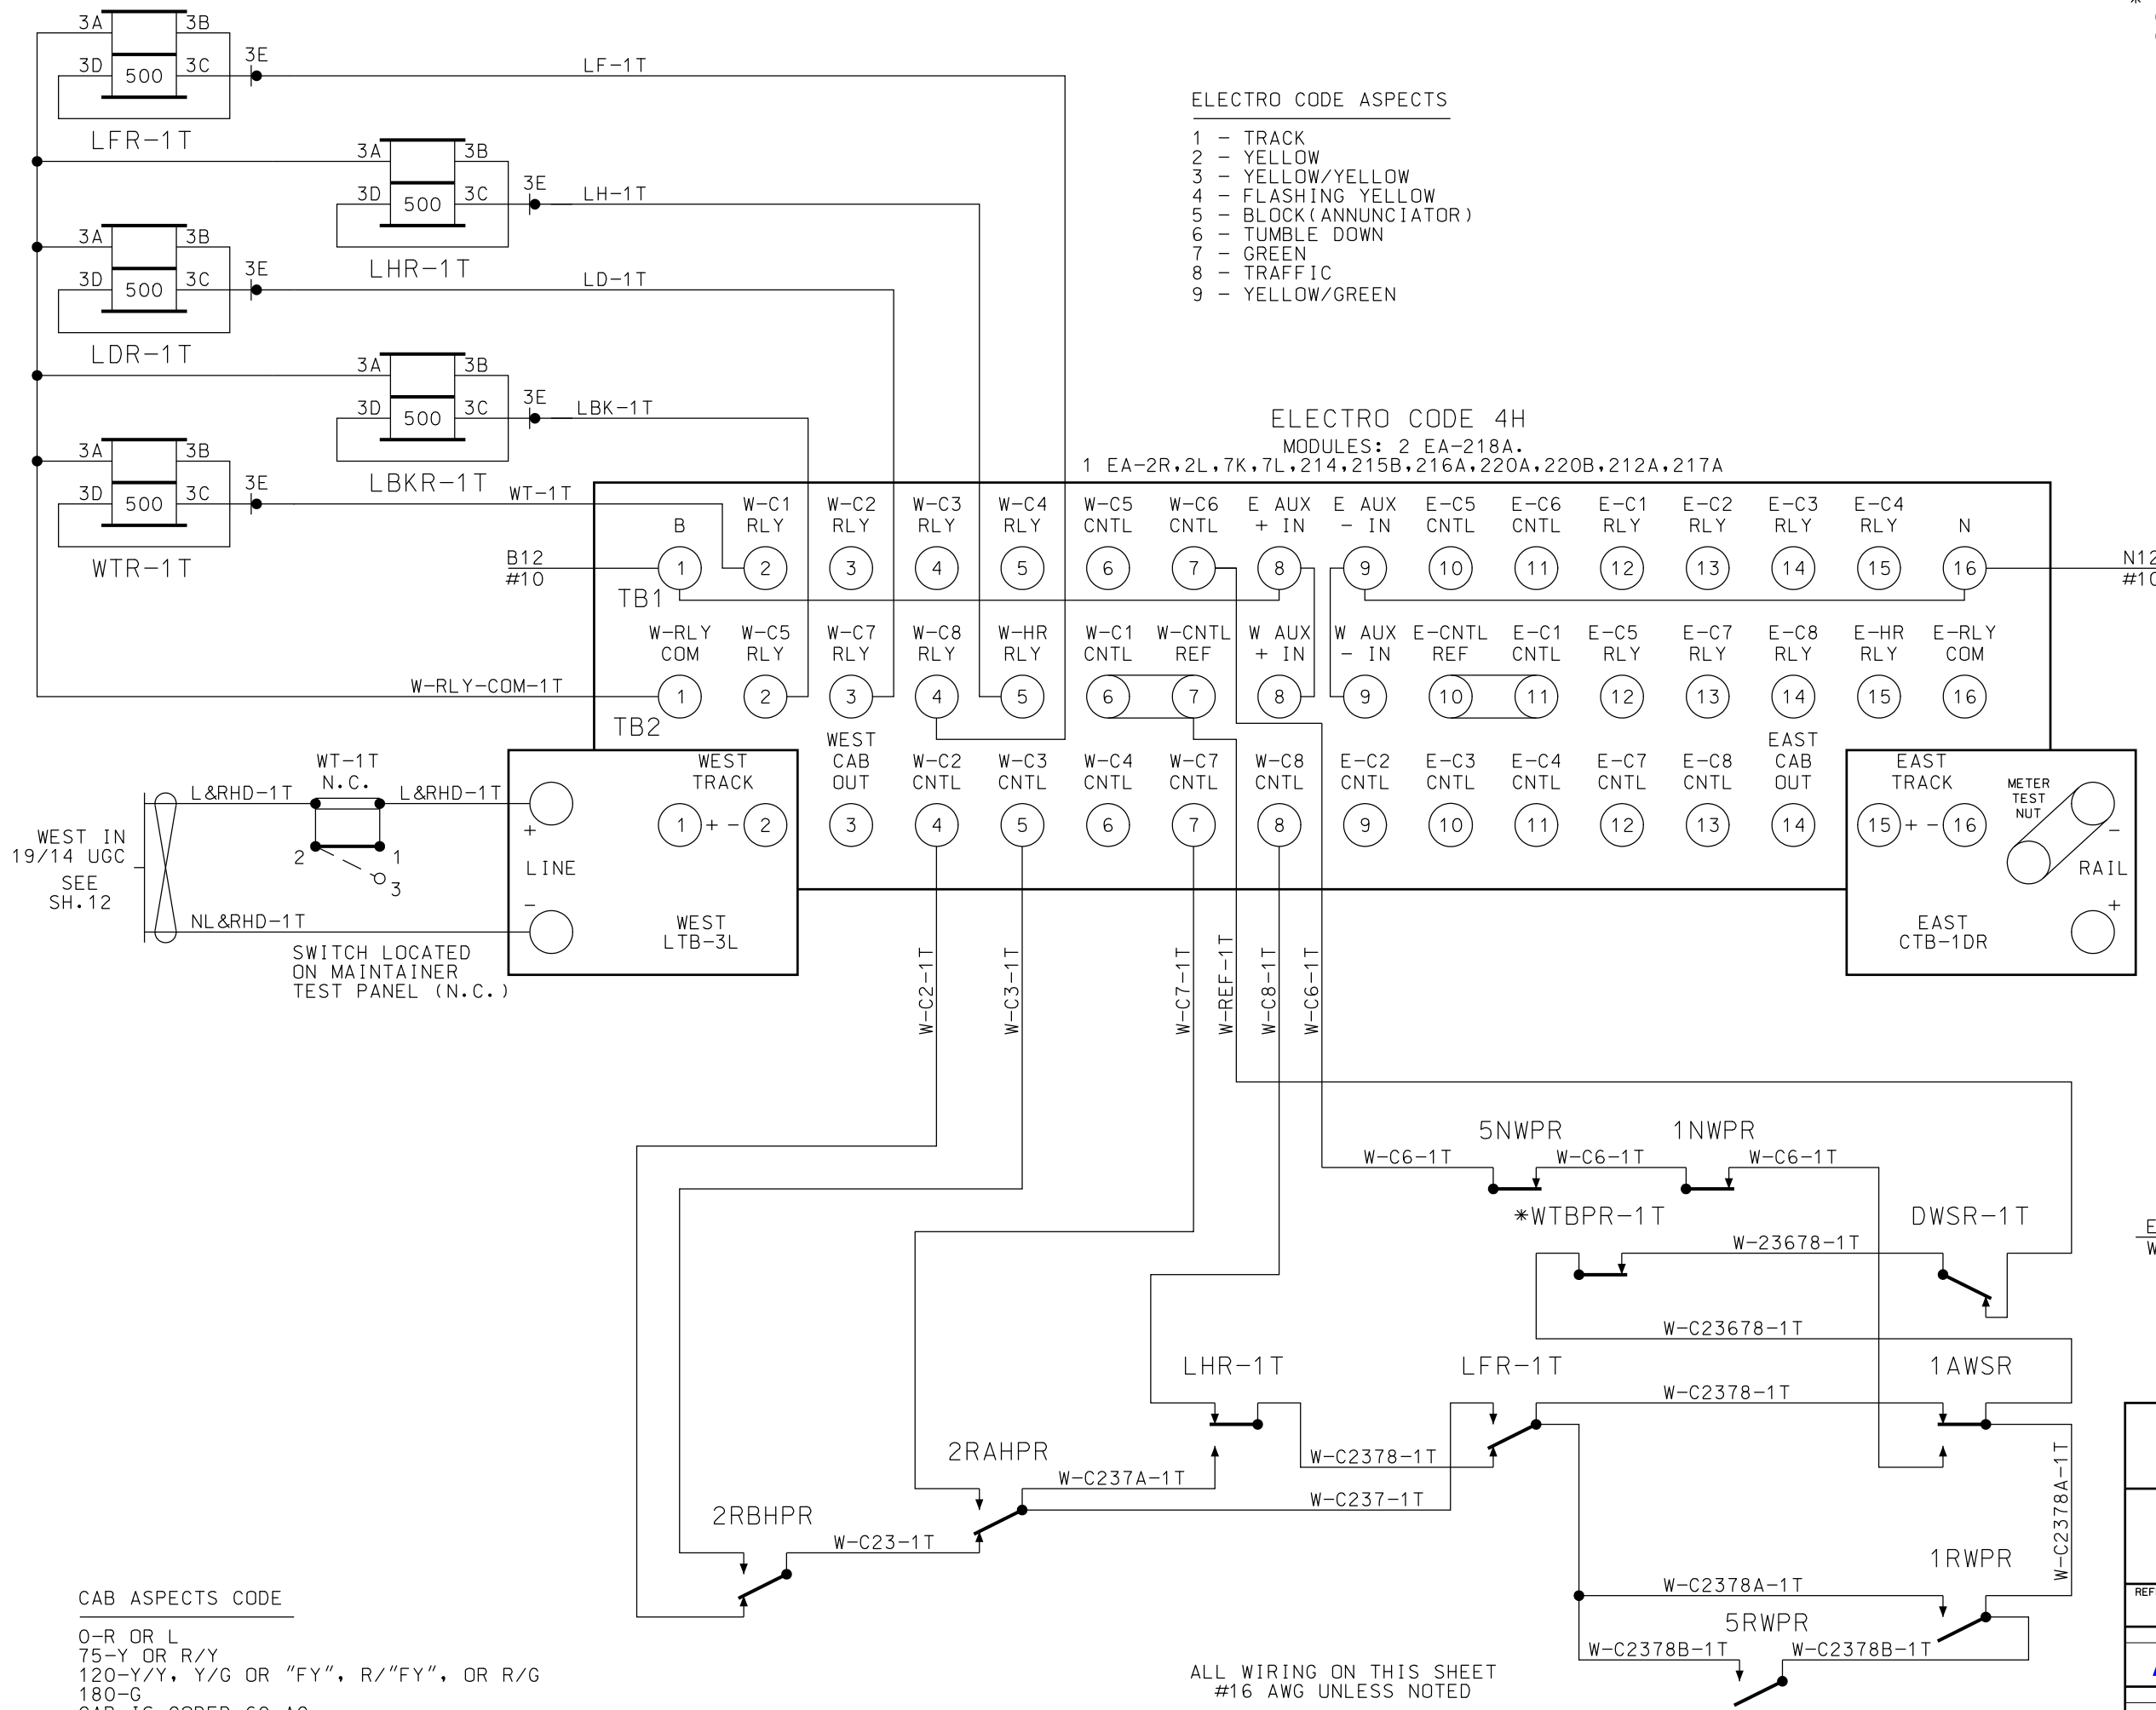 3A 3B
3D 500 3C 3E
LF-1T
LFR-1T
3A 3B
3D 500 3C 3E
LH-1T
LHR-1T
3A 3B
3D 500 3C 3E
LD-1T
LDR-1T
3A 3B
3D 500 3C 3E
LBK-1T
LBKR-1T
3A 3B
3D 500 3C 3E
WT-1T
WTR-1T
ELECTRO CODE ASPECTS
1 - TRACK
2 - YELLOW
3 - YELLOW/YELLOW
4 - FLASHING YELLOW
5 - BLOCK(ANNUNCIATOR)
6 - TUMBLE DOWN
7 - GREEN
8 - TRAFFIC
9 - YELLOW/GREEN
ELECTRO CODE 4H
MODULES: 2 EA-218A.
1 EA-2R,2L,7K,7L,214,215B,216A,220A,220B,212A,217A
W-C1 W-C2 W-C3 W-C4 W-C5 W-C6 E AUX E AUX E-C5 E-C6 E-C1 E-C2 E-C3 E-C4
B RLY RLY RLY RLY CNTL CNTL + IN - IN CNTL CNTL RLY RLY RLY RLY N
B12
#10
1 2 3 4 5 6 7 8 9 10 11 12 13 14 15 16
N12
TB1
W-RLY W-C5 W-C7 W-C8 W-HR W-C1 W-CNTL W AUX W AUX E-CNTL E-C1 E-C5 E-C7 E-C8 E-HR E-RLY
COM RLY RLY RLY RLY CNTL REF + IN - IN REF CNTL RLY RLY RLY RLY COM
W-RLY-COM-1T
1 2 3 4 5 6 7 8 9 10 11 12 13 14 15 16
TB2
WEST TRACK
WEST CAB OUT
W-C2 W-C3 W-C4 W-C7 W-C8 E-C2 E-C3 E-C4 E-C7 E-C8
CNTL CNTL CNTL CNTL CNTL CNTL CNTL CNTL CNTL CNTL
EAST CAB OUT
EAST TRACK
1 + - 2 3 4 5 6 7 8 9 10 11 12 13 14 15 + - 16
METER
TEST
NUT
-
RAIL
+
EAST
CTB-1DR
WT-1T
N.C.
L&RHD-1T L&RHD-1T
WEST IN
19/14 UGC
SEE
SH.12
2 1
3
NL&RHD-1T
+
LINE
-
WEST
LTB-3L
SWITCH LOCATED
ON MAINTAINER
TEST PANEL (N.C.)
W-C2-1T
W-C3-1T
W-C7-1T
W-REF-1T
W-C8-1T
W-C6-1T
5NWPR 1NWPR
W-C6-1T W-C6-1T W-C6-1T
*WTBPR-1T DWSR-1T
W-23678-1T
W-C23678-1T
LHR-1T LFR-1T 1AWSR
W-C2378-1T
2RAHPR
W-C2378-1T
W-C237A-1T
W-C237-1T
2RBHPR
W-C23-1T
W-C2378A-1T
1RWPR
W-C2378A-1T
5RWPR
W-C2378B-1T W-C2378B-1T
REF
CAB ASPECTS CODE
0-R OR L
75-Y OR R/Y
120-Y/Y, Y/G OR "FY", R/"FY", OR R/G
180-G
ALL WIRING ON THIS SHEET
#16 AWG UNLESS NOTED